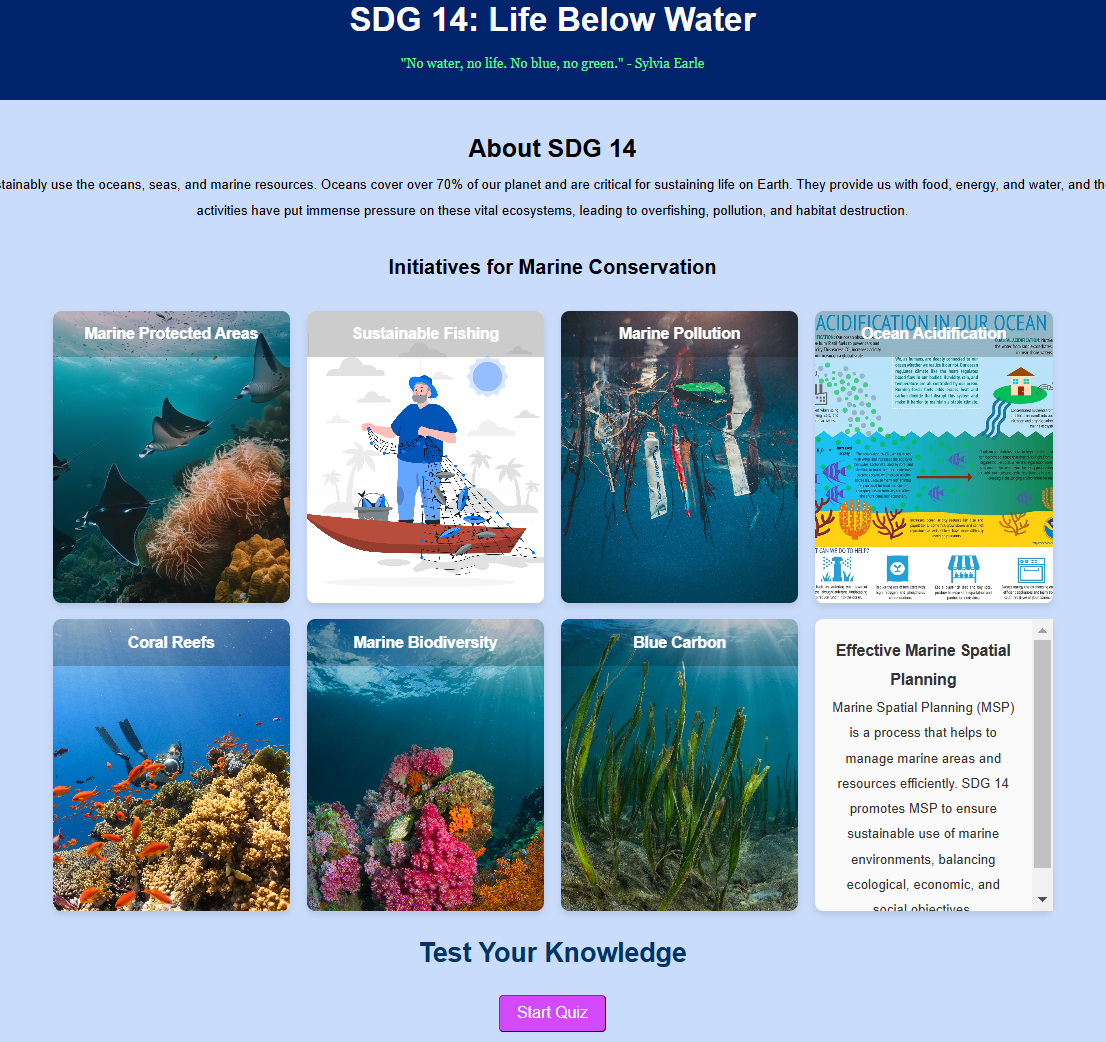 SDG 14: Life Below Water
"No water, no life. No blue, no green." - Sylvia Earle
About SDG 14
stainably use the oceans, seas, and marine resources. Oceans cover over 70% of our planet and are critical for sustaining life on Earth. They provide us with food, energy, and water, and the
activities have put immense pressure on these vital ecosystems, leading to overfishing, pollution, and habitat destruction.
Initiatives for Marine Conservation
Marine Protected Areas
Sustainable Fishing
Marine Pollution
Ocean Acidification
ACIDIFICATION IN OUR OCEAN
T CAN WE DO TO HELP?
Coral Reefs
Marine Biodiversity
Blue Carbon
Effective Marine Spatial
Planning
Marine Spatial Planning (MSP)
is a process that helps to
manage marine areas and
resources efficiently. SDG 14
promotes MSP to ensure
sustainable use of marine
environments, balancing
ecological, economic, and
social objectives
Test Your Knowledge
Start Quiz